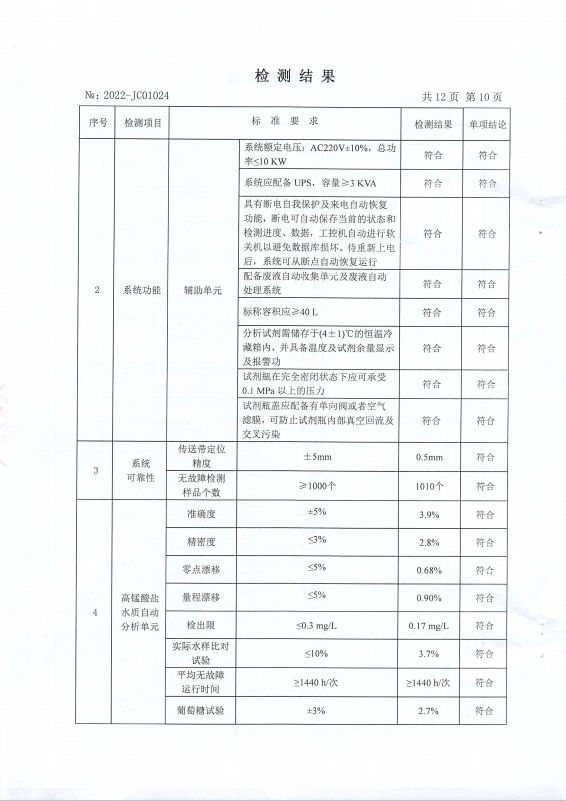 检测结果
№: 2022-JC01024
共 12 页 第 10 页
序号 检测项目 标准要求 检测结果 单项结论
系统额定电压：AC220V±10%，总功
率≤10 KW
符合 符合
系统应配备 UPS，容量≥3 KVA 符合 符合
具有断电自我保护及来电自动恢复
功能，断电可自动保存当前的状态和
检测进度、数据，工控机自动进行软
关机以避免数据库损坏。待重新上电
后，系统可从断点自动恢复运行
符合 符合
2 系统功能 辅助单元
配备废液自动收集单元及废液自动
处理系统
符合 符合
标称容积应≥40 L 符合 符合
分析试剂需储存于(4±1)℃的恒温冷
藏箱内，并具备温度及试剂余量显示
及报警功
符合 符合
试剂瓶在完全密闭状态下应可承受
0.1 MPa 以上的压力
符合 符合
试剂瓶盖应配备有单向阀或者空气
滤膜，可防止试剂瓶内部真空回流及
交叉污染
符合 符合
3
系统
可靠性
传送带定位
精度
±5mm 0.5mm 符合
无故障检测
样品个数
≥1000个 1010个 符合
4
高锰酸盐
水质自动
分析单元
准确度 ±5% 3.9% 符合
精密度 ≤3% 2.8% 符合
零点漂移 ≤5% 0.68% 符合
量程漂移 ≤5% 0.90% 符合
检出限 ≤0.3 mg/L 0.17 mg/L 符合
实际水样比对
试验
≤10% 3.7% 符合
平均无故障
运行时间
≥1440 h/次 ≥1440 h/次 符合
葡萄糖试验 ±3% 2.7% 符合